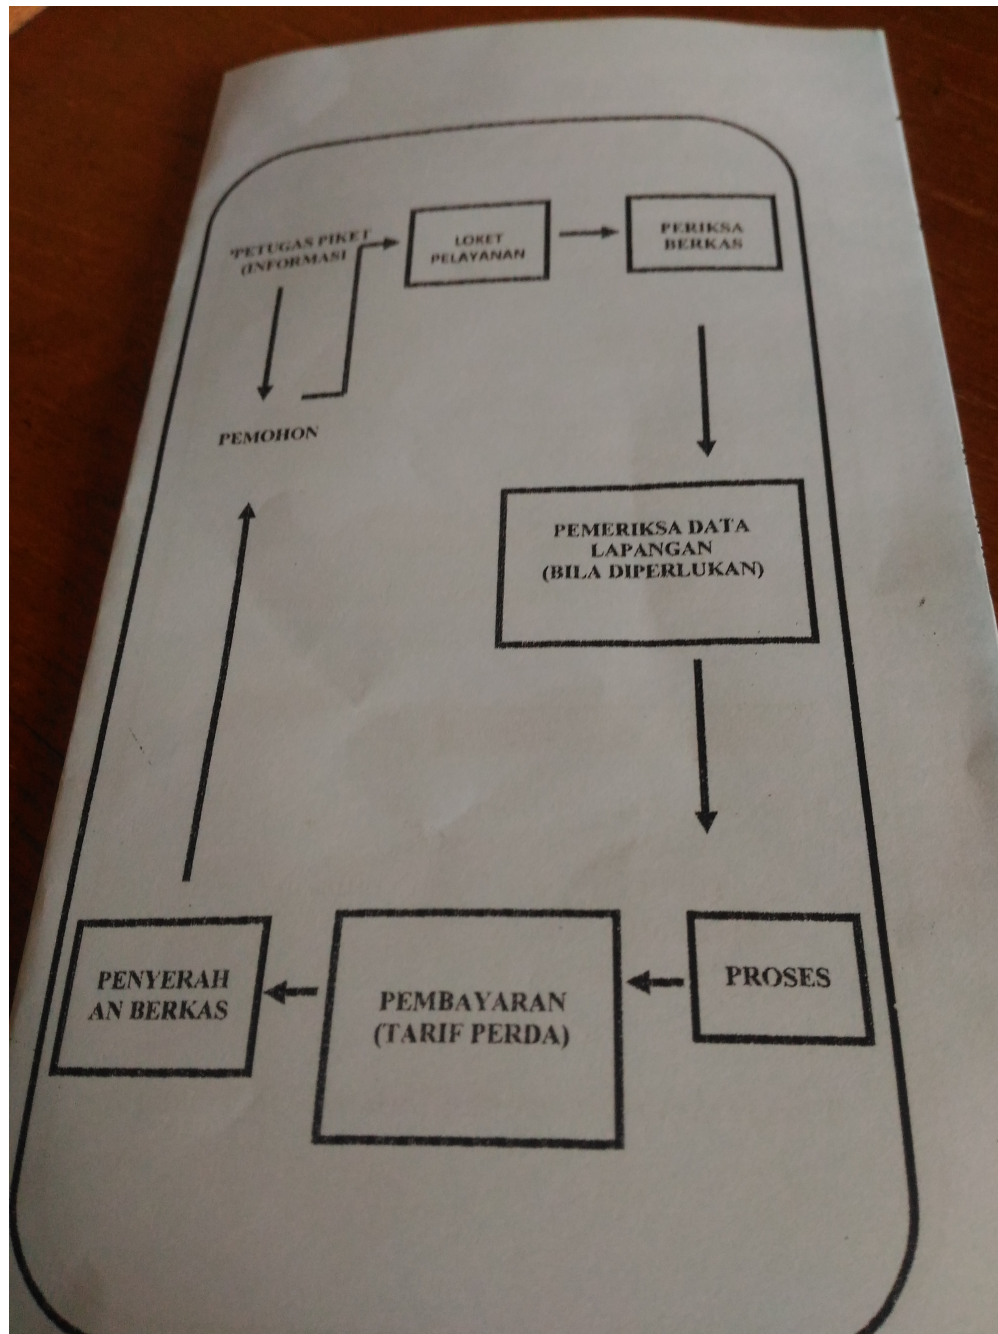 'PETUGAS PIKET
(INFORMASI
LOKET
PELAYANAN
PERIKSA
BERKAS
PEMOHON
PEMERIKSA DATA
LAPANGAN
(BILA DIPERLUKAN)
PROSES
PEMBAYARAN
(TARIF PERDA)
PENYERAH
AN BERKAS